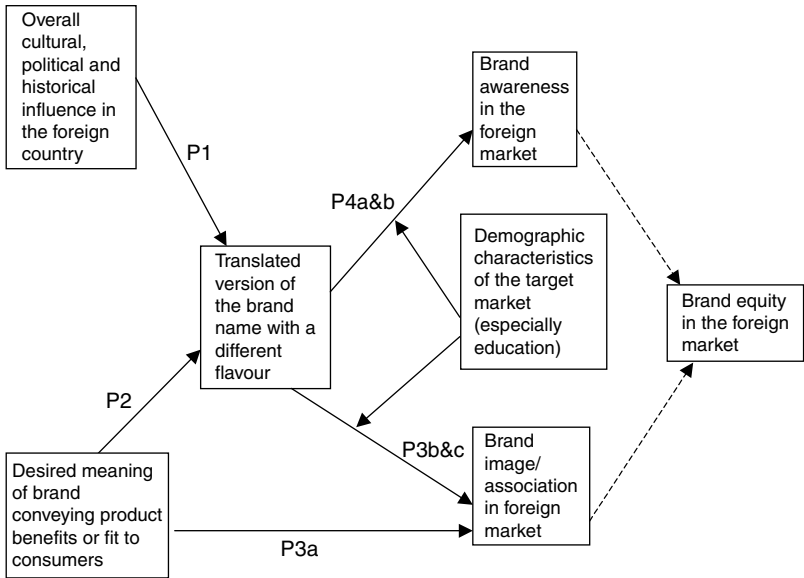 Overall
cultural,
political and
historical
influence in
the foreign
country
P1
Brand
awareness
in the
foreign
market
P4a&b
Translated
version of
the brand
name with a
different
flavour
Demographic
characteristics
of the target
market
(especially
education)
Brand equity
in the foreign
market
P2
P3b&c
Desired meaning
of brand
conveying product
benefits or fit to
consumers
P3a
Brand
image/
association
in foreign
market